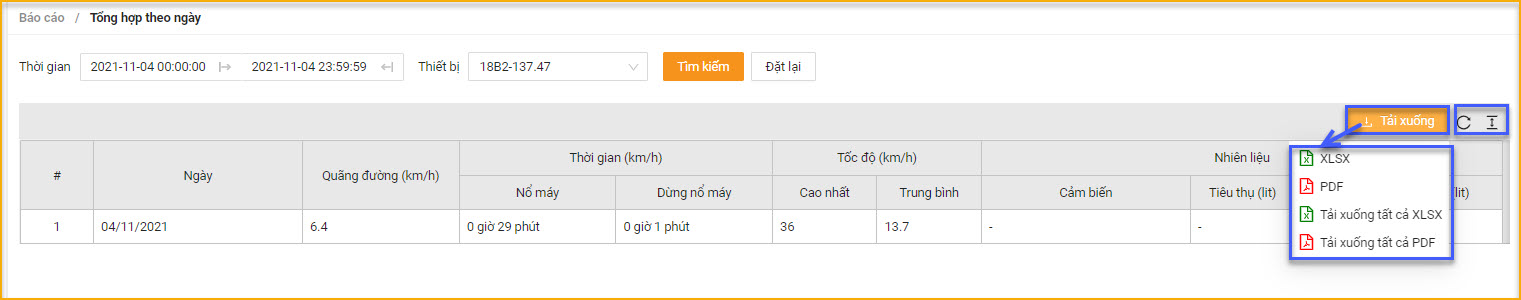 Báo cáo / Tổng hợp theo ngày
Thời gian 2021-11-04 00:00:00 2021-11-04 23:59:59 Thiết bị 18B2-137.47 Tìm kiếm Đặt lại
Tải xuống
# Ngày Quãng đường (km/h) Thời gian (km/h) Tốc độ (km/h) Nhiên liệu
Nổ máy Dừng nổ máy Cao nhất Trung bình Cảm biến Tiêu thụ (lit) (lit)
1 04/11/2021 6.4 0 giờ 29 phút 0 giờ 1 phút 36 13.7 - -
XLSX
PDF
Tải xuống tất cả XLSX
Tải xuống tất cả PDF